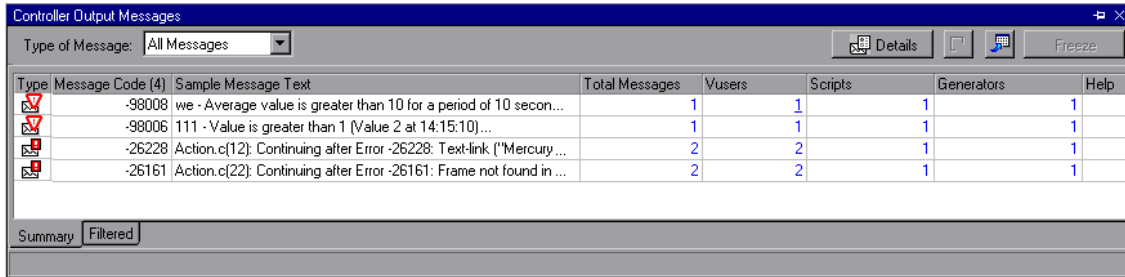 Controller Output Messages
Type of Message: All Messages Details Freeze
Type Message Code (4) Sample Message Text Total Messages Vusers Scripts Generators Help
-98008 we - Average value is greater than 10 for a period of 10 secon... 1 1 1 1
-98006 111 - Value is greater than 1 (Value 2 at 14:15:10)... 1 1 1 1
-26228 Action.c(12): Continuing after Error -26228: Text-link ("Mercury ... 2 2 1 1
-26161 Action.c(22): Continuing after Error -26161: Frame not found in ... 2 2 1 1
Summary Filtered